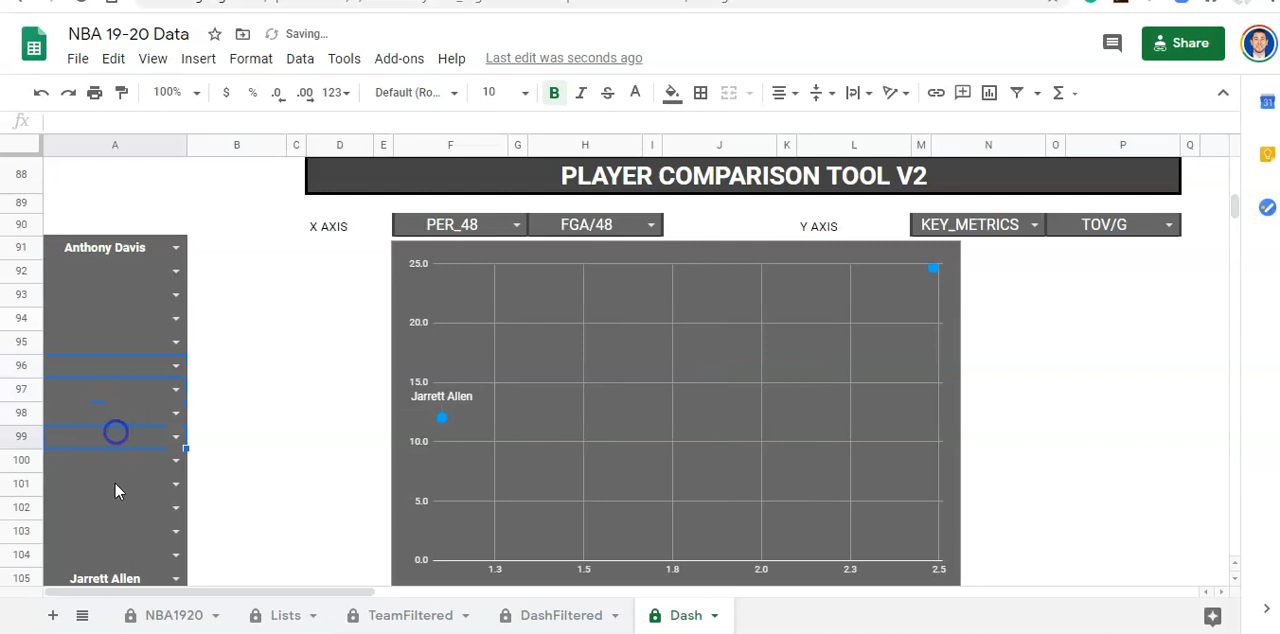 NBA 19-20 Data
Saving...
File Edit View Insert Format Data Tools Add-ons Help Last edit was seconds ago
Share
100% $ % .0 .00 123 Default (Ro... 10 B I S A Σ
31
fx
A B C D E F G H I J K L M N O P Q
88 PLAYER COMPARISON TOOL V2
89
90 X AXIS PER_48 FGA/48 Y AXIS KEY_METRICS TOV/G
91 Anthony Davis
92 25.0
93
94 20.0
95
96
97 15.0
Jarrett Allen
98
99 10.0
100
101 5.0
102
103
104 0.0
1.3 1.5 1.8 2.0 2.3 2.5
105 Jarrett Allen
NBA1920 Lists TeamFiltered DashFiltered Dash